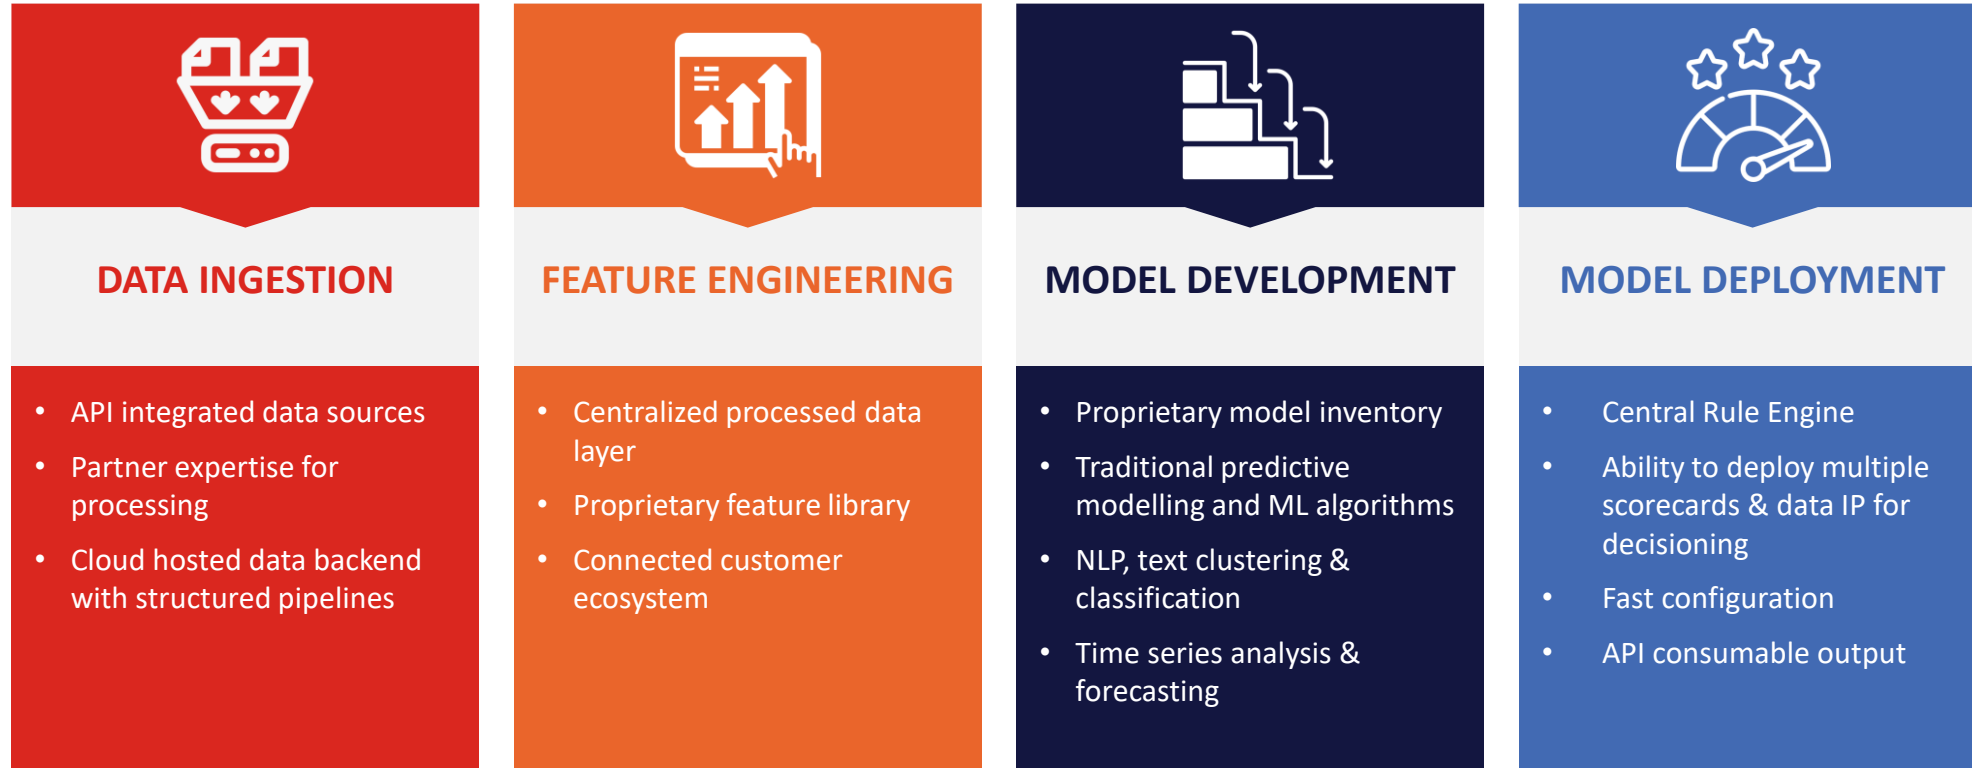 DATA INGESTION
• API integrated data sources
• Partner expertise for
processing
• Cloud hosted data backend
with structured pipelines
FEATURE ENGINEERING
• Centralized processed data
layer
• Proprietary feature library
• Connected customer
ecosystem
MODEL DEVELOPMENT
• Proprietary model inventory
• Traditional predictive
modelling and ML algorithms
• NLP, text clustering &
classification
• Time series analysis &
forecasting
MODEL DEPLOYMENT
• Central Rule Engine
• Ability to deploy multiple
scorecards & data IP for
decisioning
• Fast configuration
• API consumable output